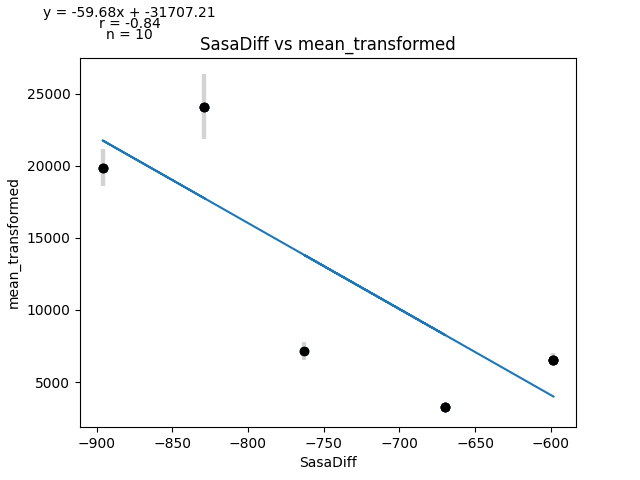 y = -59.68x + -31707.21
r = -0.84
n = 10
SasaDiff vs mean_transformed
25000
20000
15000
10000
5000
mean_transformed
−900 −850 −800 −750 −700 −650 −600
SasaDiff